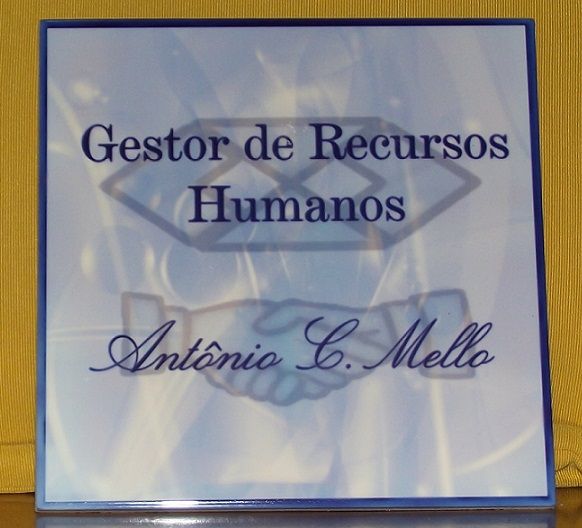 Gestor de Recursos
Humanos
Antônio C. Mello